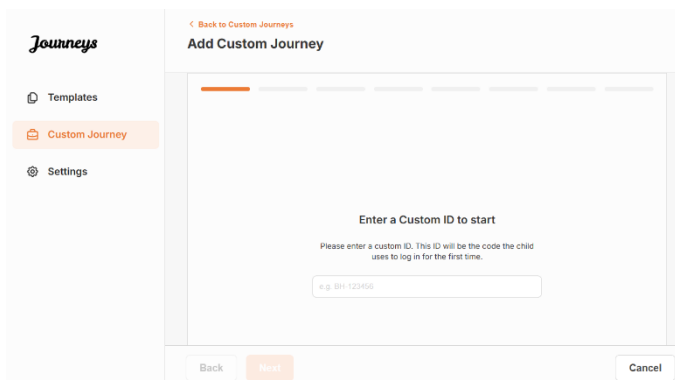 Journeys
< Back to Custom Journeys
Add Custom Journey
Templates
Custom Journey
Settings
Enter a Custom ID to start
Please enter a custom ID. This ID will be the code the child
uses to log in for the first time.
e.g. BH-123456
Back
Next
Cancel